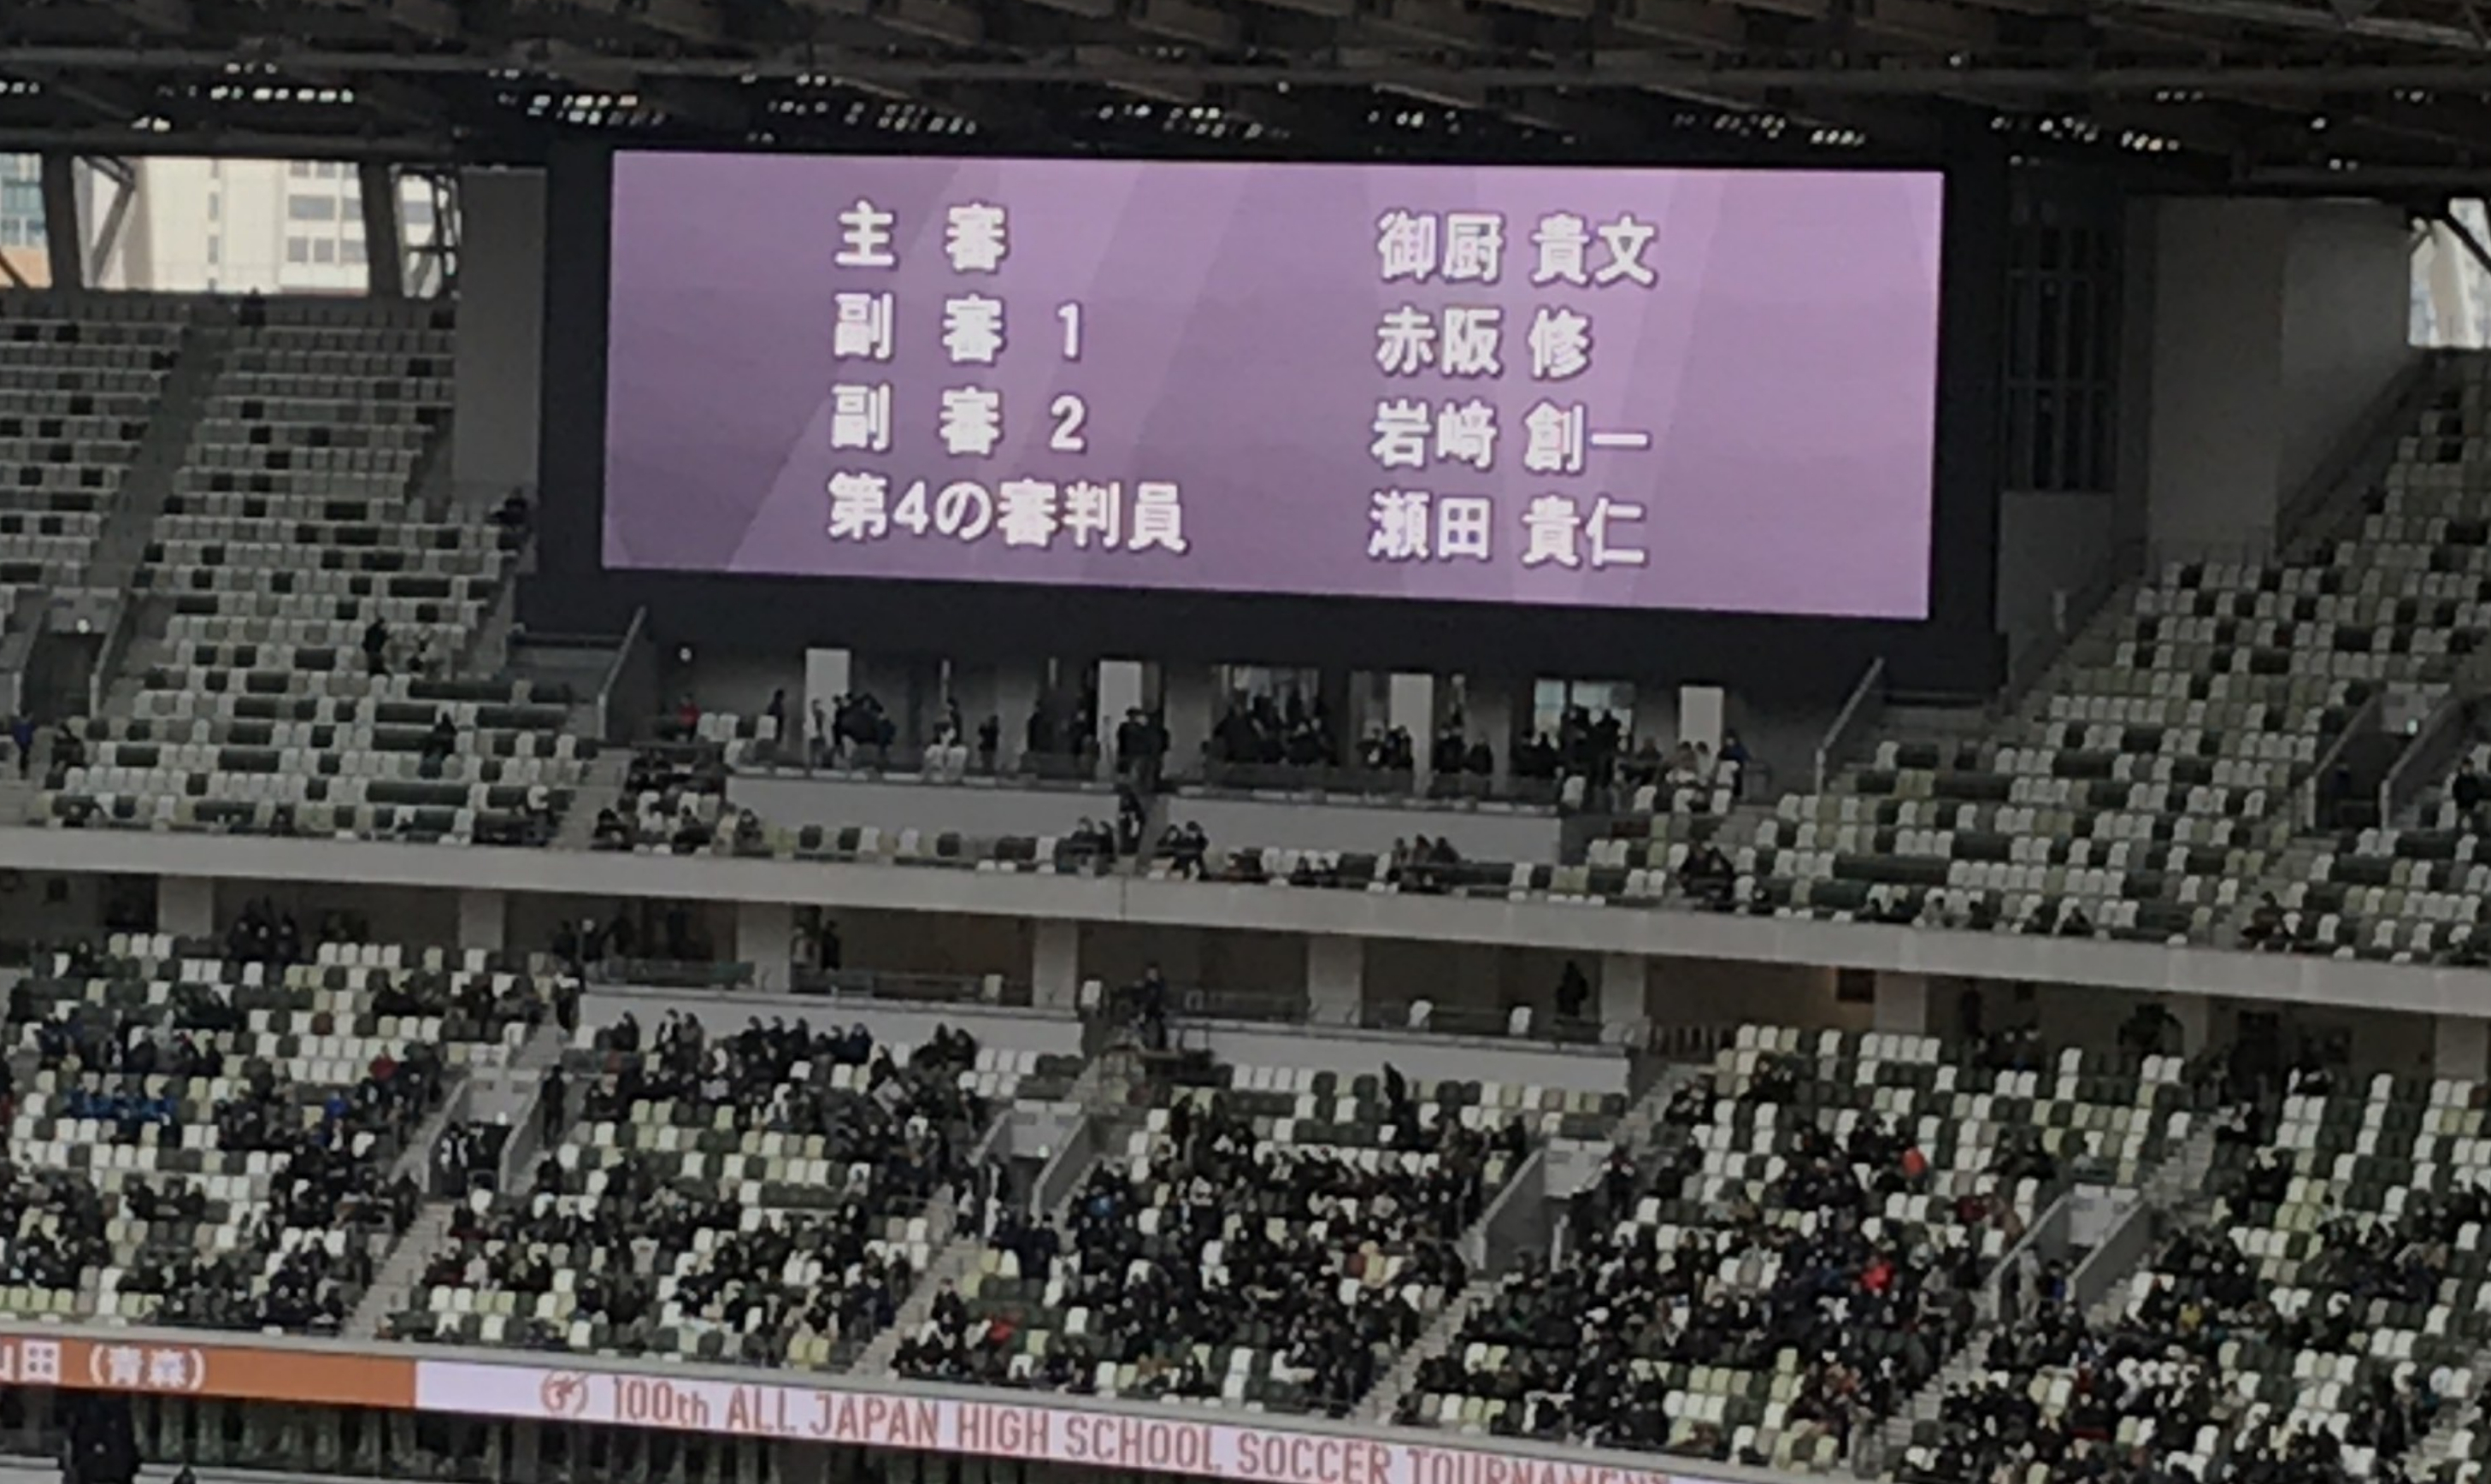 主 審 御厨 貴文
副 審 1 赤阪 修
副 審 2 岩﨑 創一
第4の審判員 瀬田 貴仁
山田 (青森)
100th ALL JAPAN HIGH SCHOOL SOCCER TOURNAMENT